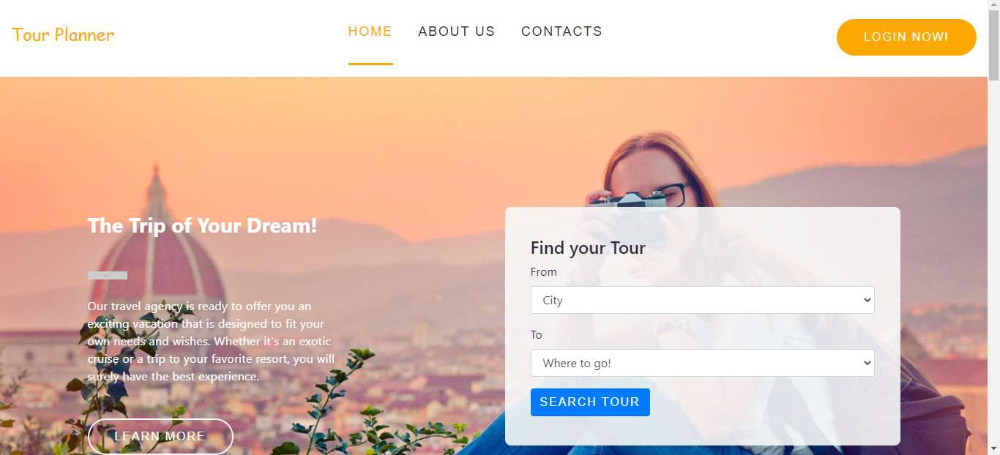 Tour Planner
HOME
ABOUT US
CONTACTS
LOGIN NOW!
The Trip of Your Dream!
Our travel agency is ready to offer you an
exciting vacation that is designed to fit your
own needs and wishes. Whether it's an exotic
cruise or a trip to your favorite resort, you will
surely have the best experience.
LEARN MORE
Find your Tour
From
City
To
Where to go!
SEARCH TOUR